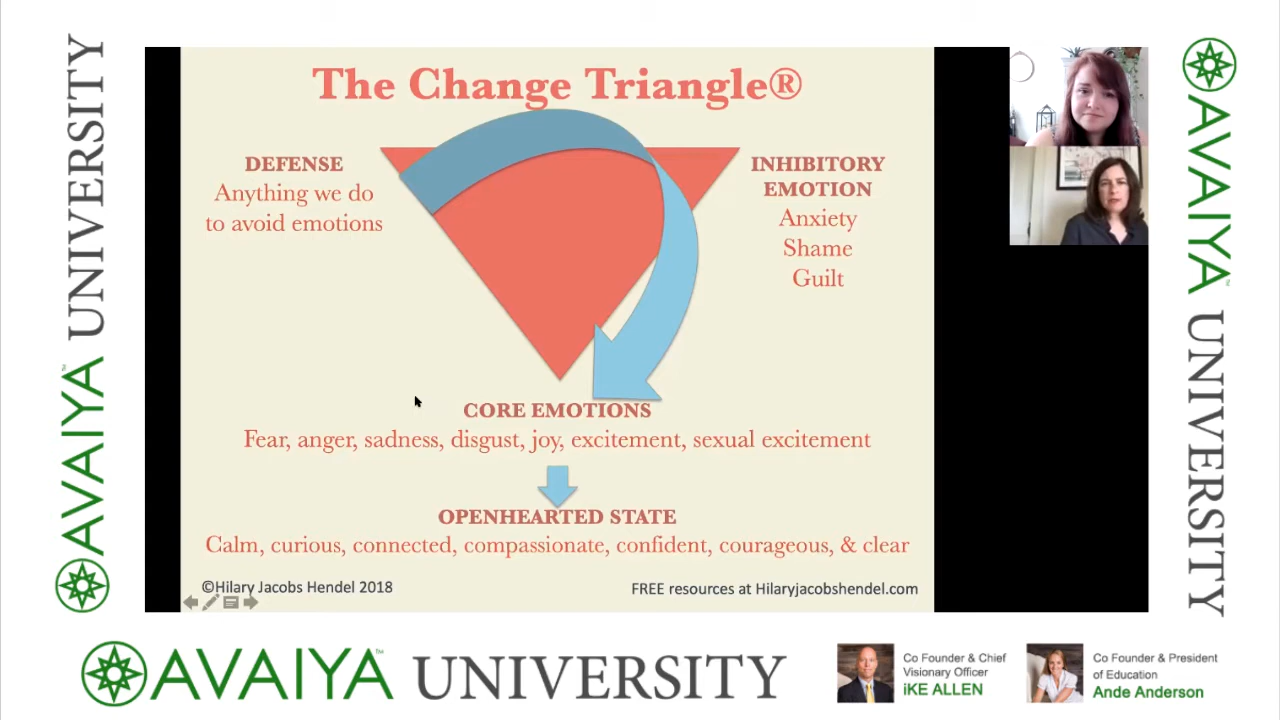 The Change Triangle®
DEFENSE
Anything we do
to avoid emotions
INHIBITORY
EMOTION
Anxiety
Shame
Guilt
CORE EMOTIONS
Fear, anger, sadness, disgust, joy, excitement, sexual excitement
OPENHEARTED STATE
Calm, curious, connected, compassionate, confident, courageous, & clear
©Hilary Jacobs Hendel 2018
FREE resources at Hilaryjacobshendel.com
AVAIYA™ UNIVERSITY
AVAIYA™ UNIVERSITY
AVAIYA™ UNIVERSITY
Co Founder & Chief
Visionary Officer
iKE ALLEN
Co Founder & President
of Education
Ande Anderson